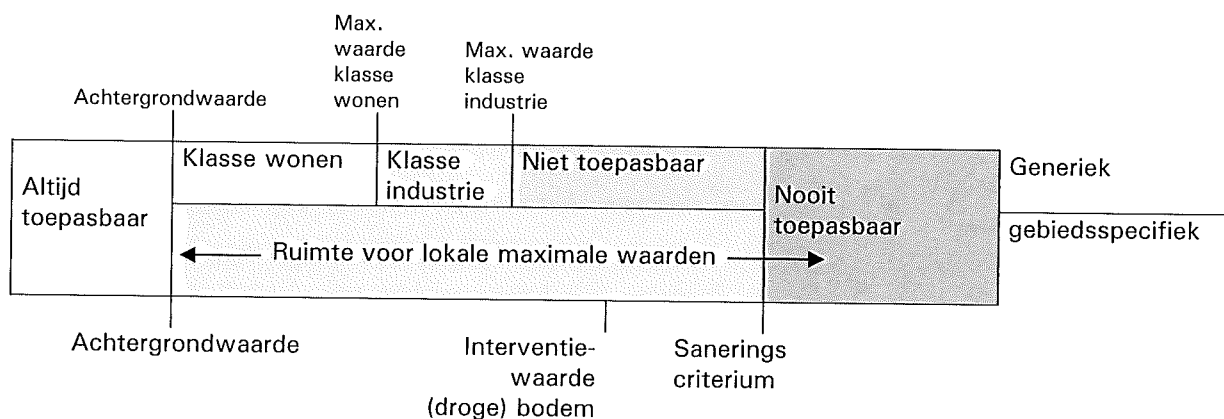 Max.
waarde
klasse
wonen
Max. waarde
klasse
industrie
Achtergrondwaarde
Klasse wonen
Klasse
industrie
Niet toepasbaar
Altijd
toepasbaar
Nooit
toepasbaar
Generiek
gebiedsspecifiek
Ruimte voor lokale maximale waarden
Achtergrondwaarde
Interventie-
waarde
(droge) bodem
Sanerings
criterium